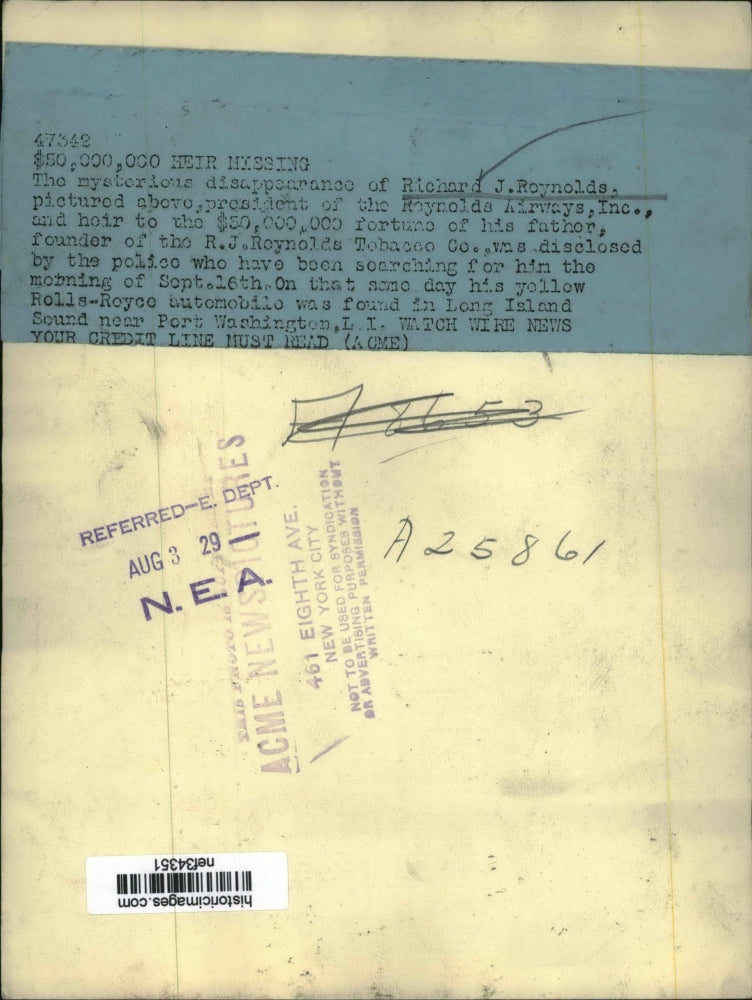 47342
$50,000,000 HEIR MISSING
The mysterious disappearance of Richard J.Reynolds,
pictured above,president of the Reynolds Airways,Inc.,
and heir to the $50,000,000 fortune of his father,
founder of the R.J.Reynolds Tobacco Co.,was disclosed
by the police who have been searching for him the
morning of Sept.16th.On that same day his yellow
Rolls-Royce automobile was found in Long Island
Sound near Port Washington,L.I. WATCH WIRE NEWS
YOUR CREDIT LINE MUST READ (ACME)
8653
REFERRED-E. DEPT.
AUG 3 29
N.E.A.
THIS PHOTO IS
ACME NEWSPICTURES
461 EIGHTH AVE.
NEW YORK CITY
NOT TO BE USED FOR SYNDICATION
OR ADVERTISING PURPOSES WITHOUT
WRITTEN PERMISSION
A25861
historicimages.com
nef34351